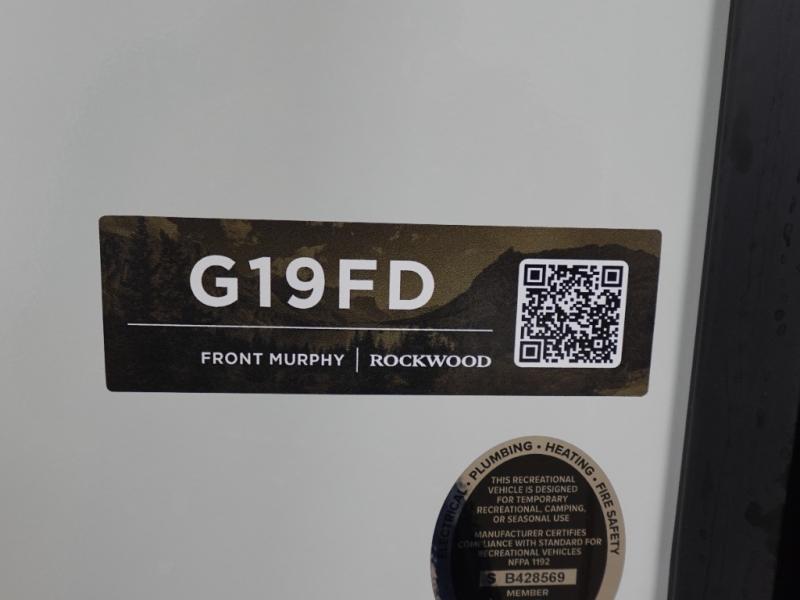 G19FD
FRONT MURPHY | ROCKWOOD
ELECTRICAL • PLUMBING • HEATING • FIRE SAFETY
THIS RECREATIONAL
VEHICLE IS DESIGNED
FOR TEMPORARY
RECREATIONAL, CAMPING,
OR SEASONAL USE
MANUFACTURER CERTIFIES
COMPLIANCE WITH STANDARD FOR
RECREATIONAL VEHICLES
NFPA 1192
S B428569
MEMBER